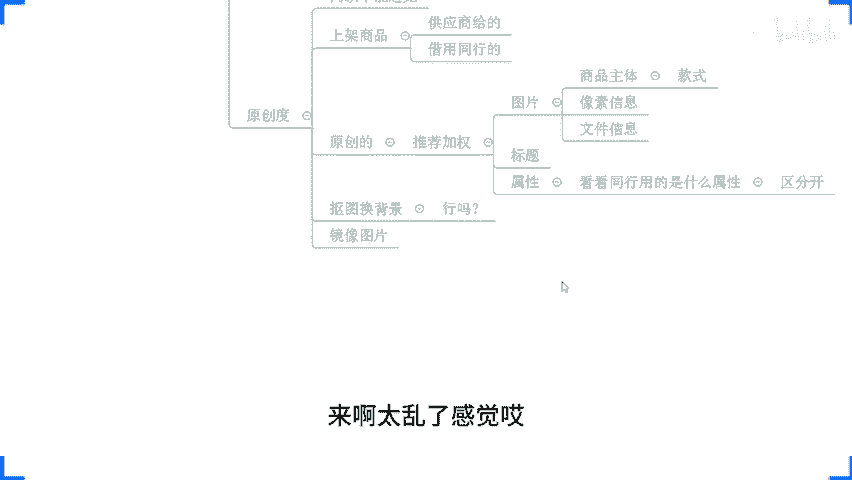 上架商品
供应商给的
借用同行的
原创度
原创的
推荐加权
图片
商品主体
款式
像素信息
文件信息
标题
属性
看看同行用的是什么属性
区分开
抠图换背景
行吗?
镜像图片
来啊太乱了感觉哎